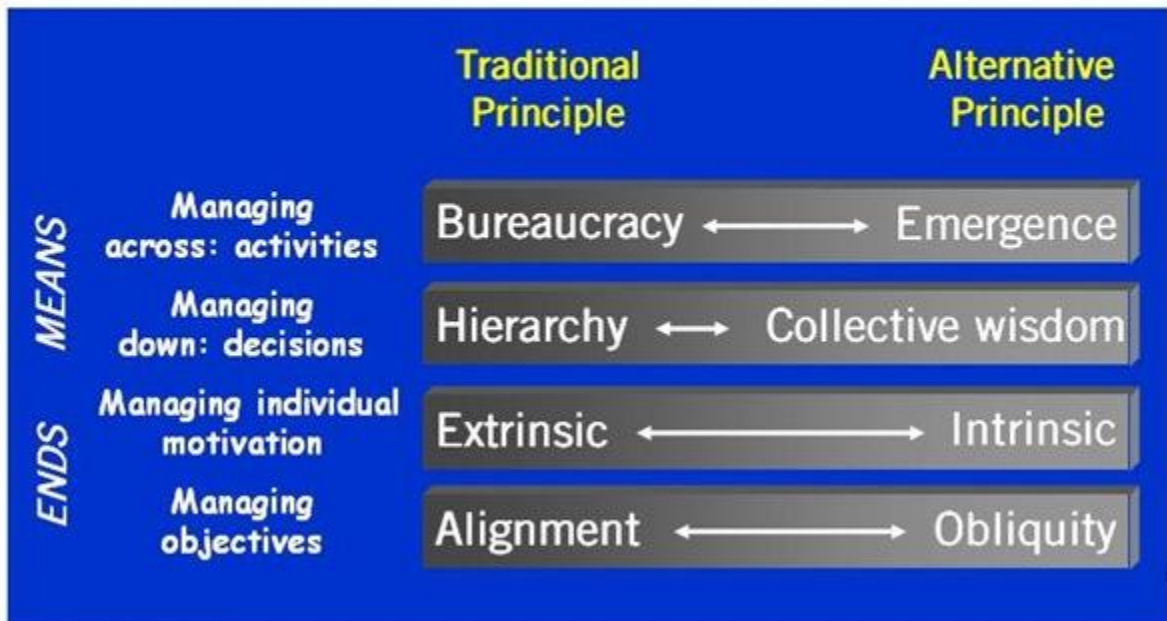 Traditional
Principle
Alternative
Principle
MEANS
Managing
across: activities
Bureaucracy
Emergence
Managing
down: decisions
Hierarchy
Collective wisdom
ENDS
Managing individual
motivation
Extrinsic
Intrinsic
Managing
objectives
Alignment
Obliquity